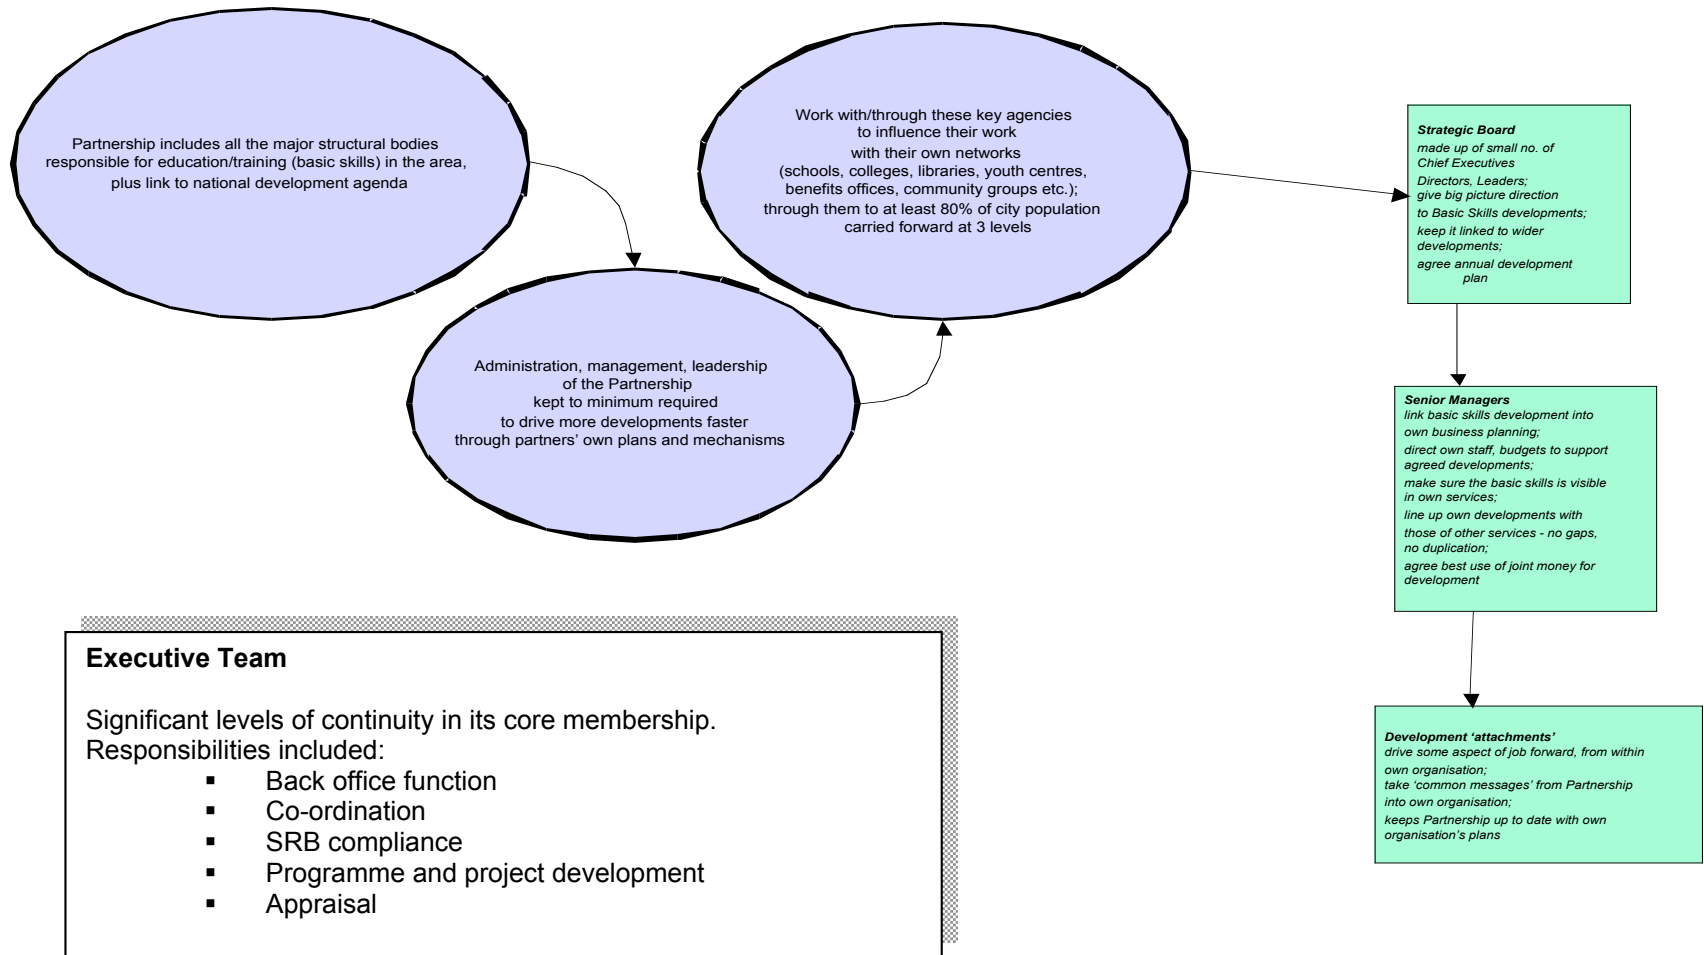 Partnership includes all the major structural bodies
responsible for education/training (basic skills) in the area,
plus link to national development agenda
Administration, management, leadership
of the Partnership
kept to minimum required
to drive more developments faster
through partners’ own plans and mechanisms
Work with/through these key agencies
to influence their work
with their own networks
(schools, colleges, libraries, youth centres,
benefits offices, community groups etc.);
through them to at least 80% of city population
carried forward at 3 levels
Strategic Board
made up of small no. of
Chief Executives
Directors, Leaders;
give big picture direction
to Basic Skills developments;
keep it linked to wider
developments;
agree annual development
plan
Senior Managers
link basic skills development into
own business planning;
direct own staff, budgets to support
agreed developments;
make sure the basic skills is visible
in own services;
line up own developments with
those of other services - no gaps,
no duplication;
agree best use of joint money for
development
Development ‘attachments’
drive some aspect of job forward, from within
own organisation;
take ‘common messages’ from Partnership
into own organisation;
keeps Partnership up to date with own
organisation’s plans
Executive Team
Significant levels of continuity in its core membership.
Responsibilities included:
▪ Back office function
▪ Co-ordination
▪ SRB compliance
▪ Programme and project development
▪ Appraisal